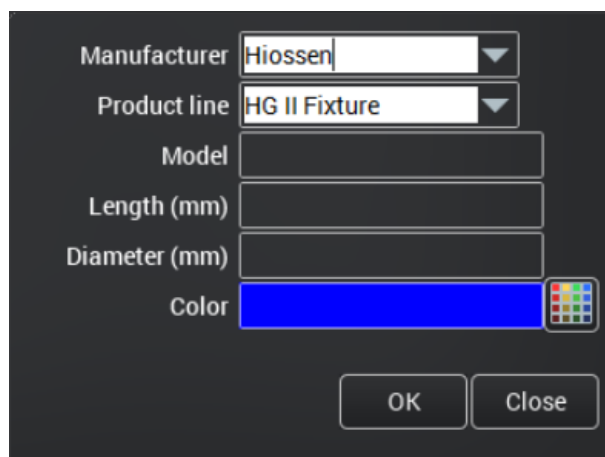 Manufacturer Hiossen
Product line HG II Fixture
Model
Length (mm)
Diameter (mm)
Color
OK Close